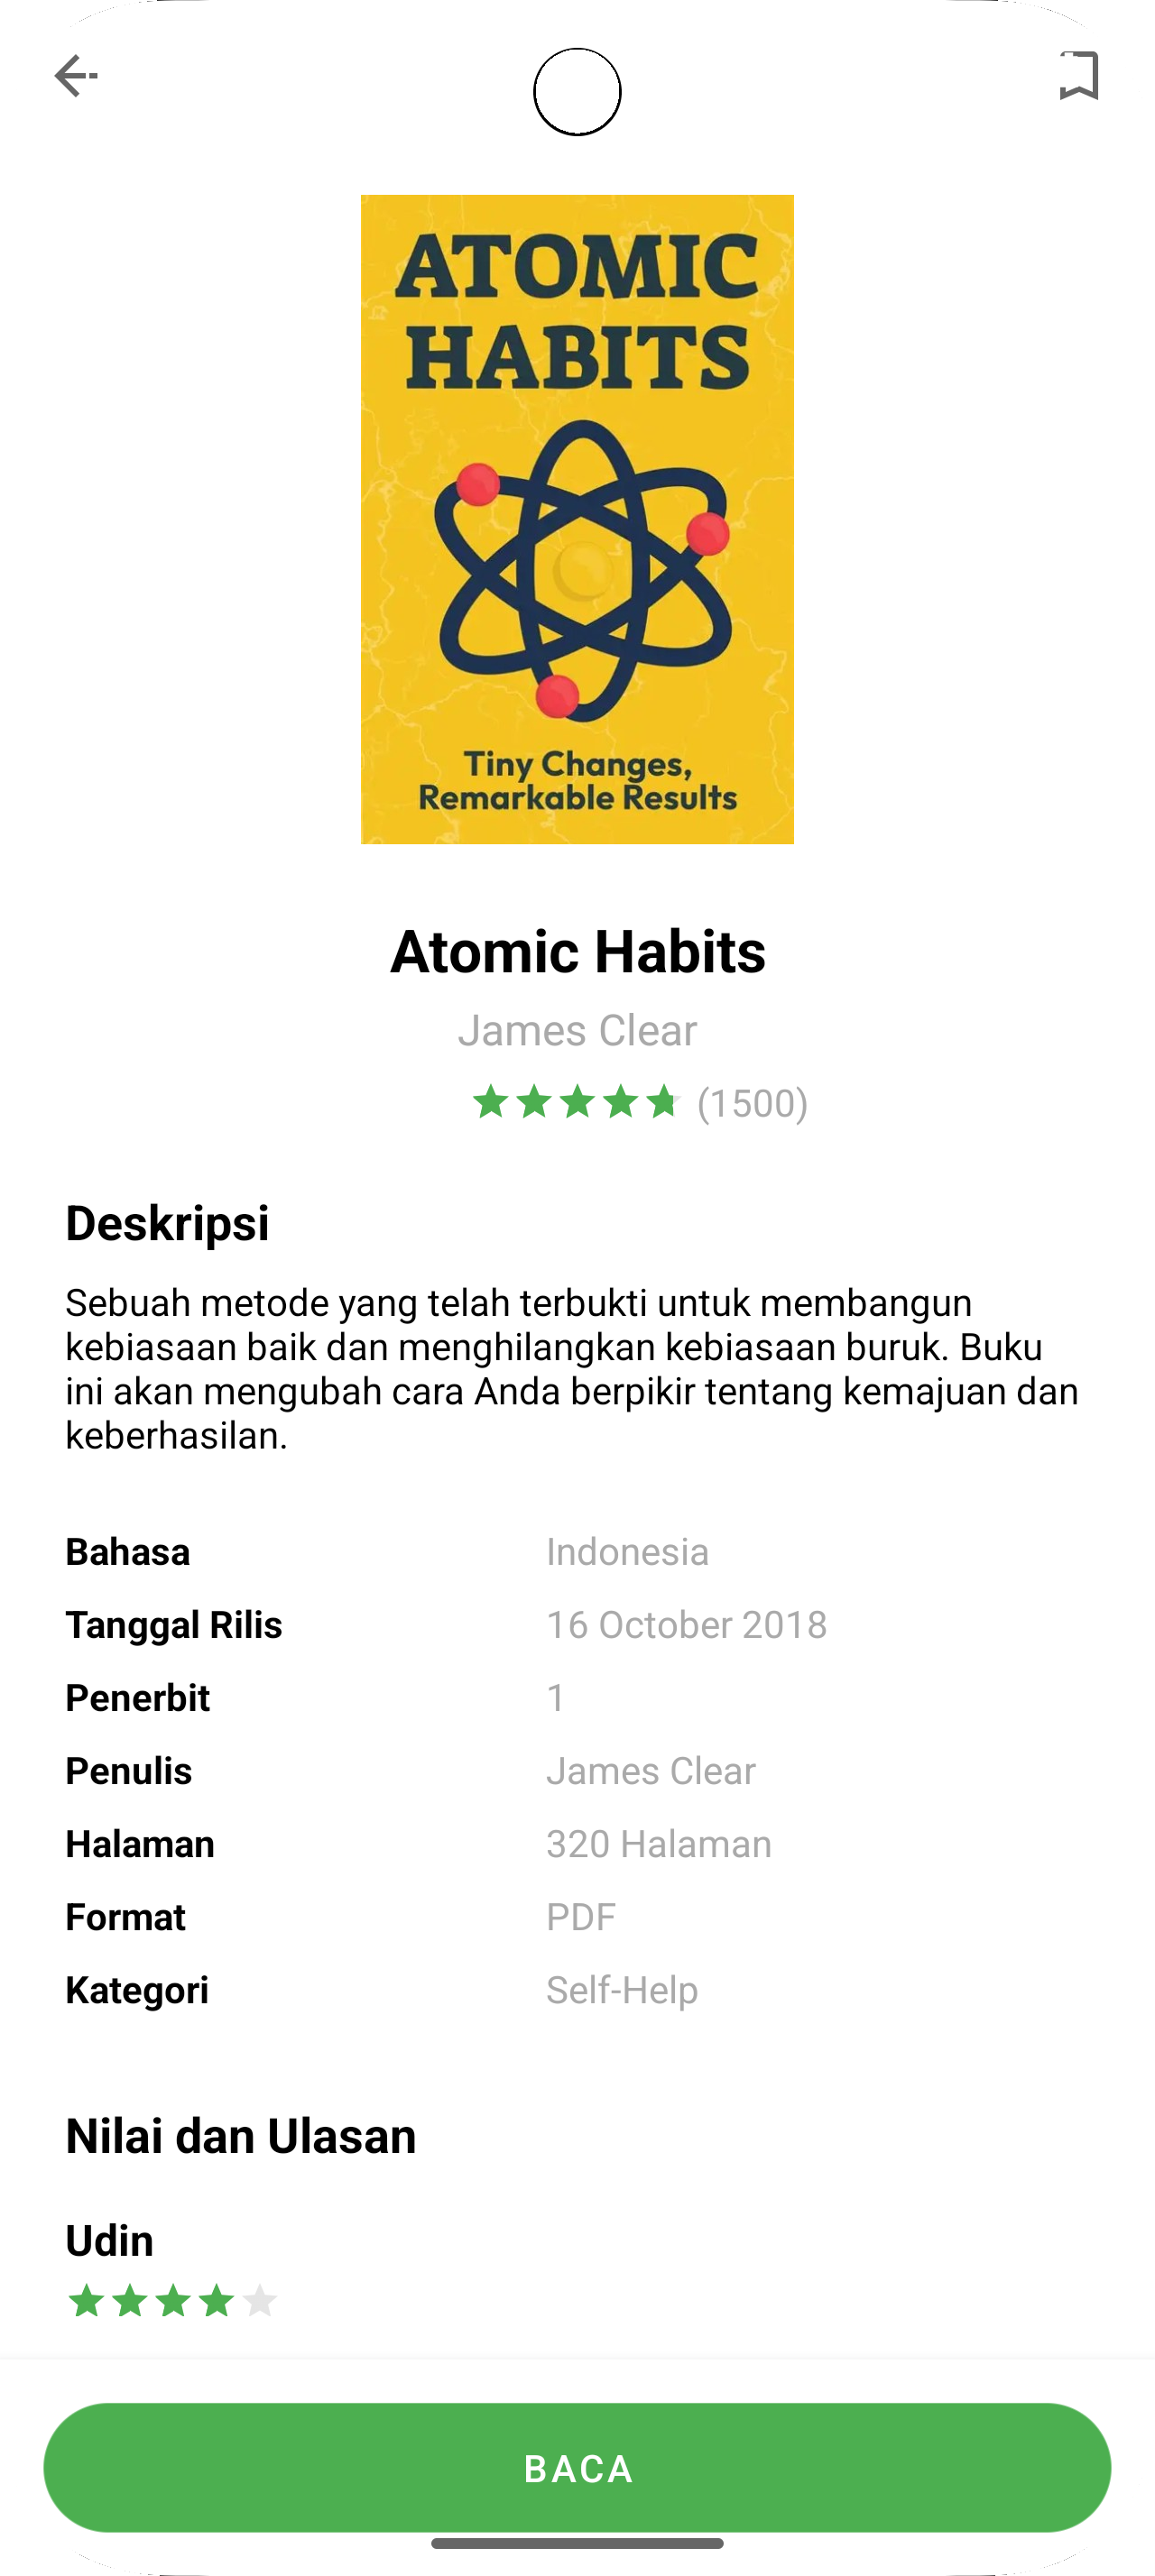 ATOMIC
HABITS
Tiny Changes,
Remarkable Results
Atomic Habits
James Clear
(1500)
Deskripsi
Sebuah metode yang telah terbukti untuk membangun
kebiasaan baik dan menghilangkan kebiasaan buruk. Buku
ini akan mengubah cara Anda berpikir tentang kemajuan dan
keberhasilan.
Bahasa Indonesia
Tanggal Rilis 16 October 2018
Penerbit 1
Penulis James Clear
Halaman 320 Halaman
Format PDF
Kategori Self-Help
Nilai dan Ulasan
Udin
BACA